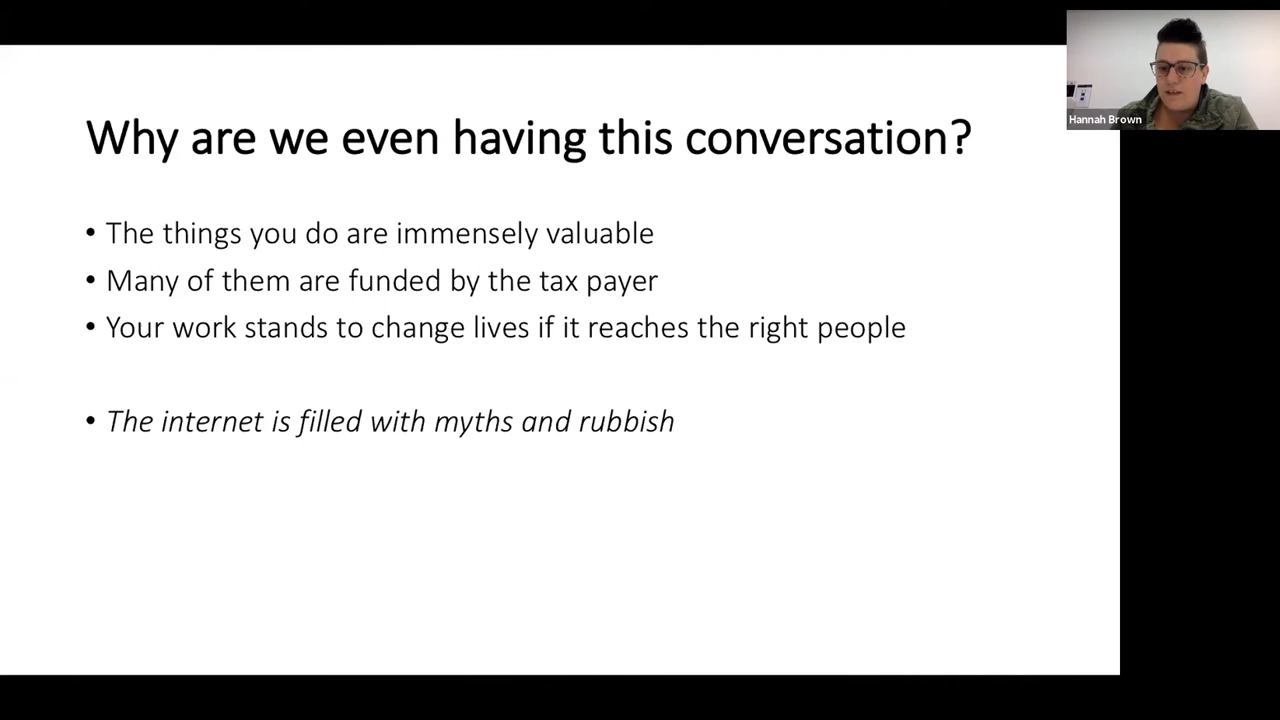 Why are we even having this conversation?
• The things you do are immensely valuable
• Many of them are funded by the tax payer
• Your work stands to change lives if it reaches the right people
• The internet is filled with myths and rubbish
Hannah Brown